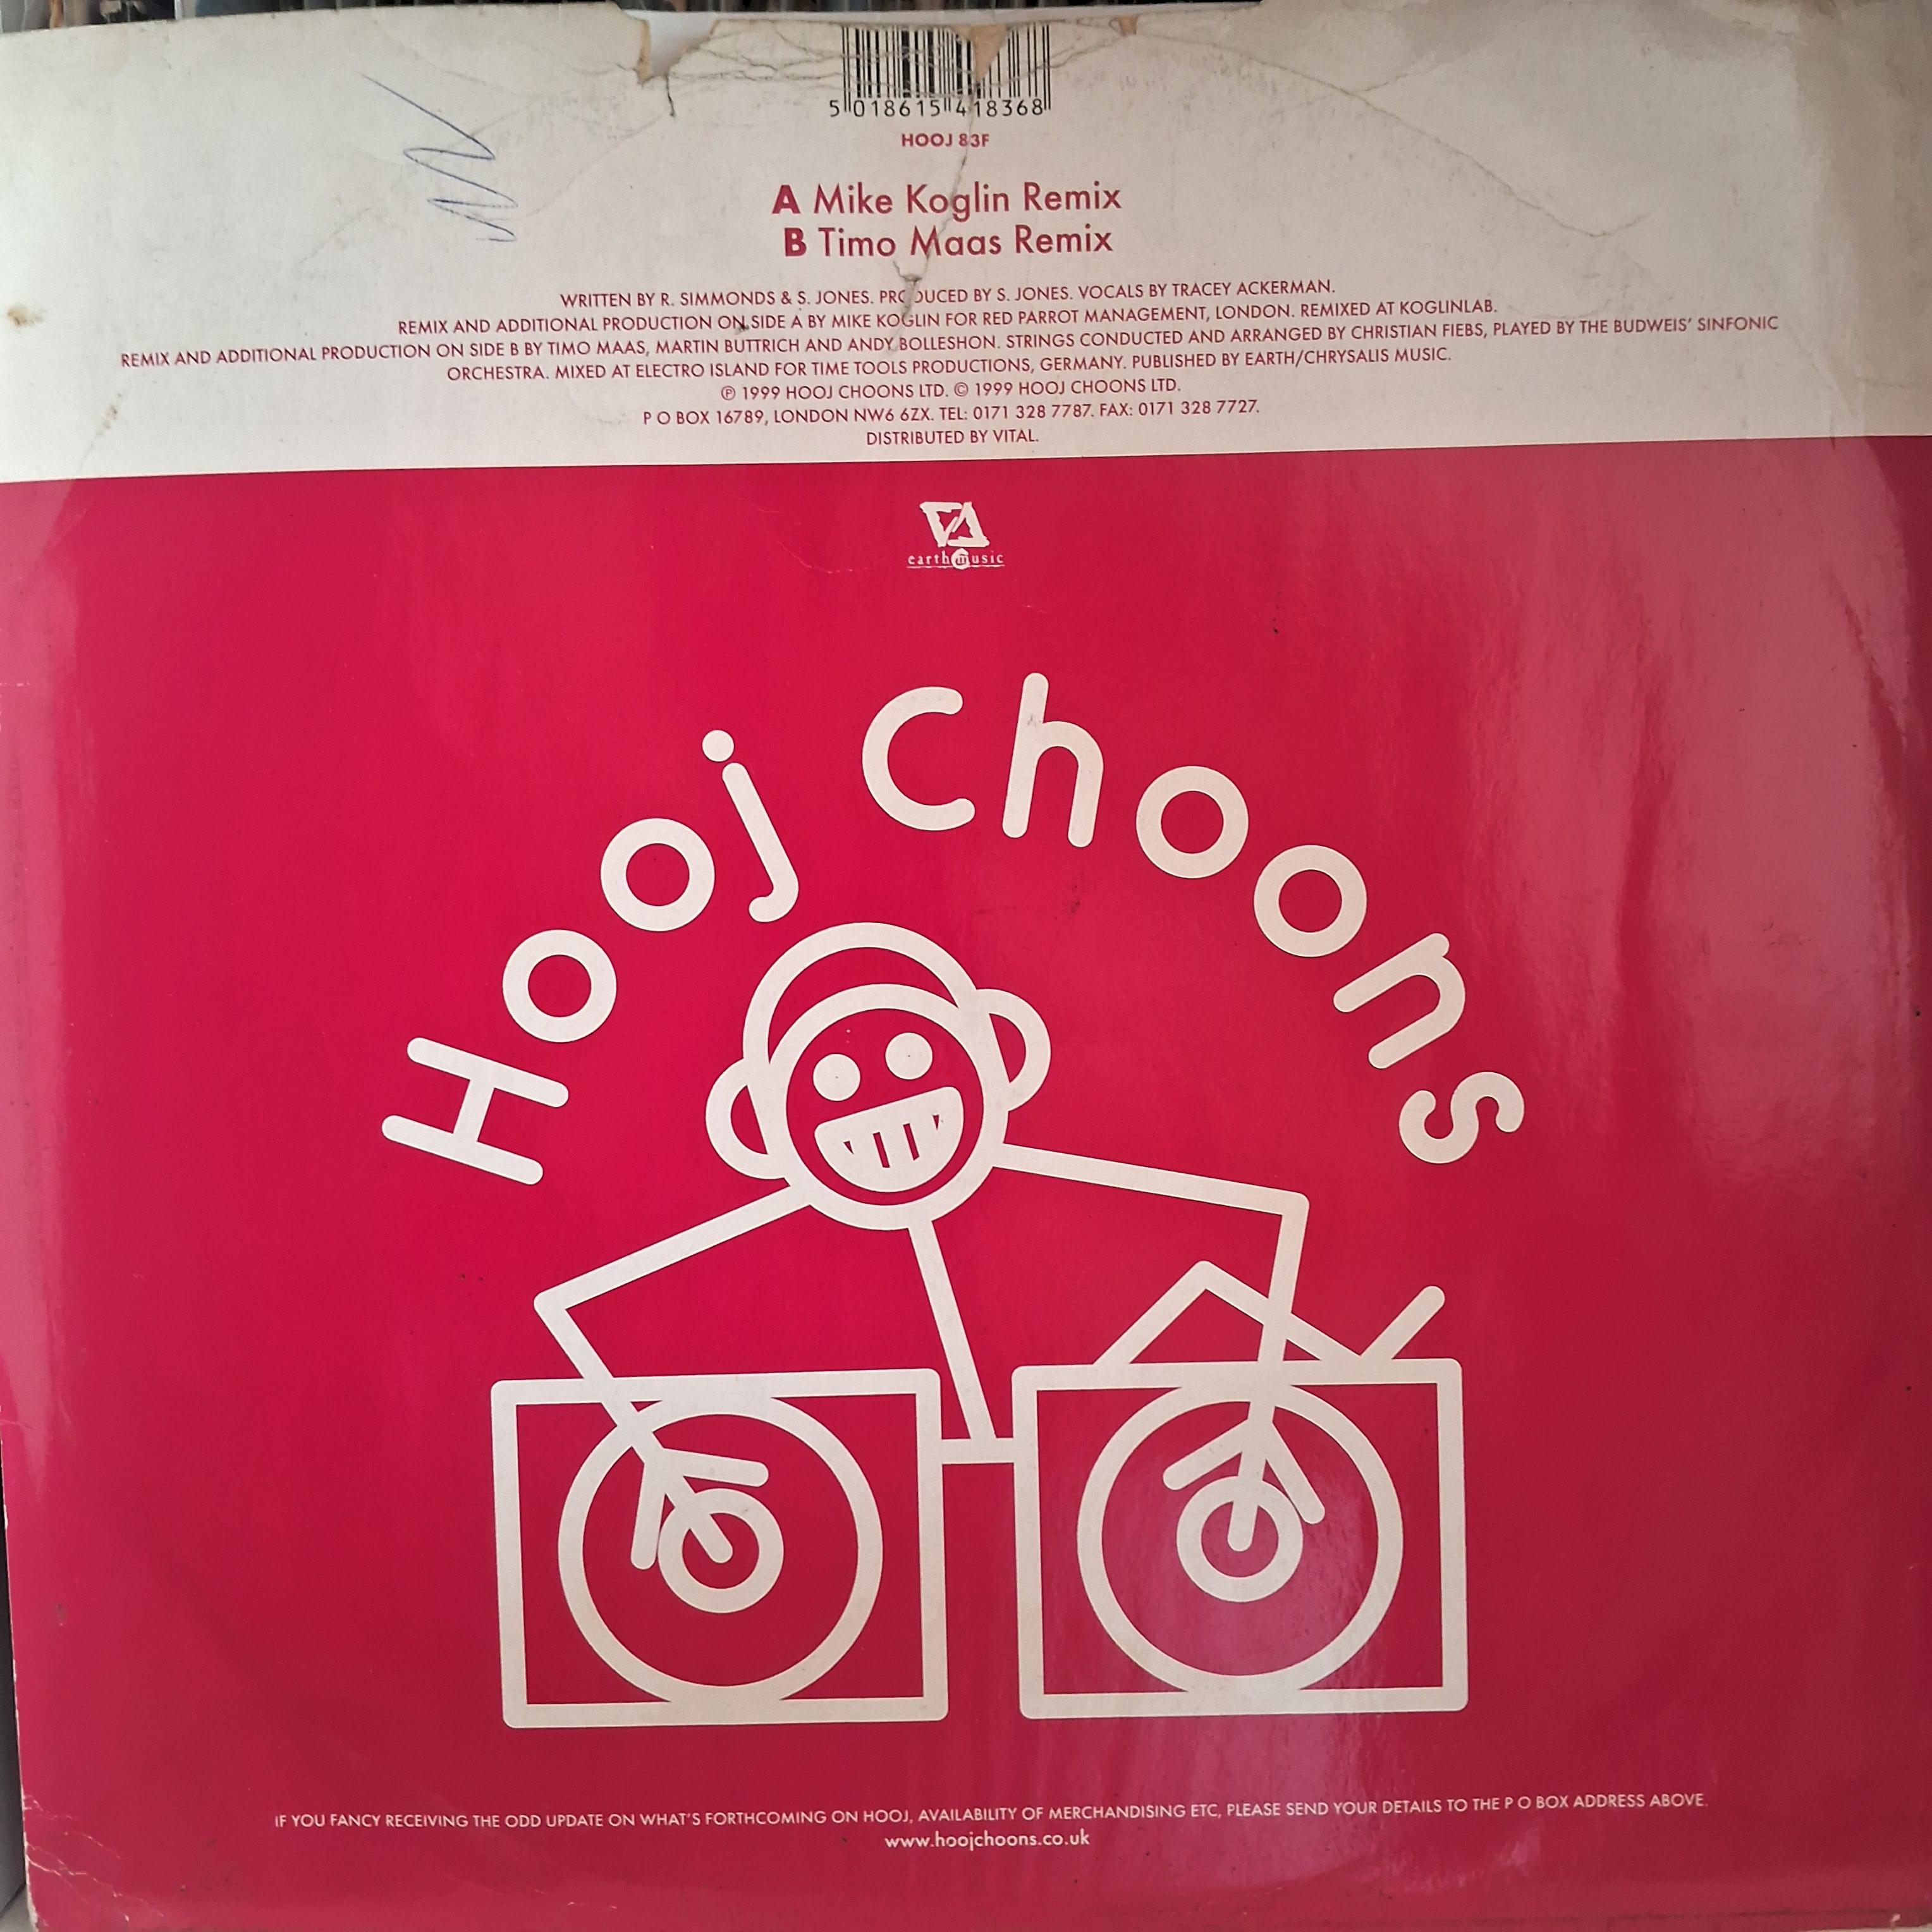 5 018615 418368
HOOJ 83F
A Mike Koglin Remix
B Timo Maas Remix
WRITTEN BY R. SIMMONDS & S. JONES. PRODUCED BY S. JONES. VOCALS BY TRACEY ACKERMAN.
REMIX AND ADDITIONAL PRODUCTION ON SIDE A BY MIKE KOGLIN FOR RED PARROT MANAGEMENT, LONDON. REMIXED AT KOGLINLAB.
REMIX AND ADDITIONAL PRODUCTION ON SIDE B BY TIMO MAAS, MARTIN BUTTRICH AND ANDY BOLLESHON. STRINGS CONDUCTED AND ARRANGED BY CHRISTIAN FIEBS, PLAYED BY THE BUDWEIS' SINFONIC
ORCHESTRA. MIXED AT ELECTRO ISLAND FOR TIME TOOLS PRODUCTIONS, GERMANY. PUBLISHED BY EARTH/CHRYSALIS MUSIC.
℗ 1999 HOOJ CHOONS LTD. © 1999 HOOJ CHOONS LTD.
P O BOX 16789, LONDON NW6 6ZX. TEL: 0171 328 7787. FAX: 0171 328 7727.
DISTRIBUTED BY VITAL.
earth music
Hooj Choons
IF YOU FANCY RECEIVING THE ODD UPDATE ON WHAT'S FORTHCOMING ON HOOJ, AVAILABILITY OF MERCHANDISING ETC, PLEASE SEND YOUR DETAILS TO THE P O BOX ADDRESS ABOVE.
www.hoojchoons.co.uk